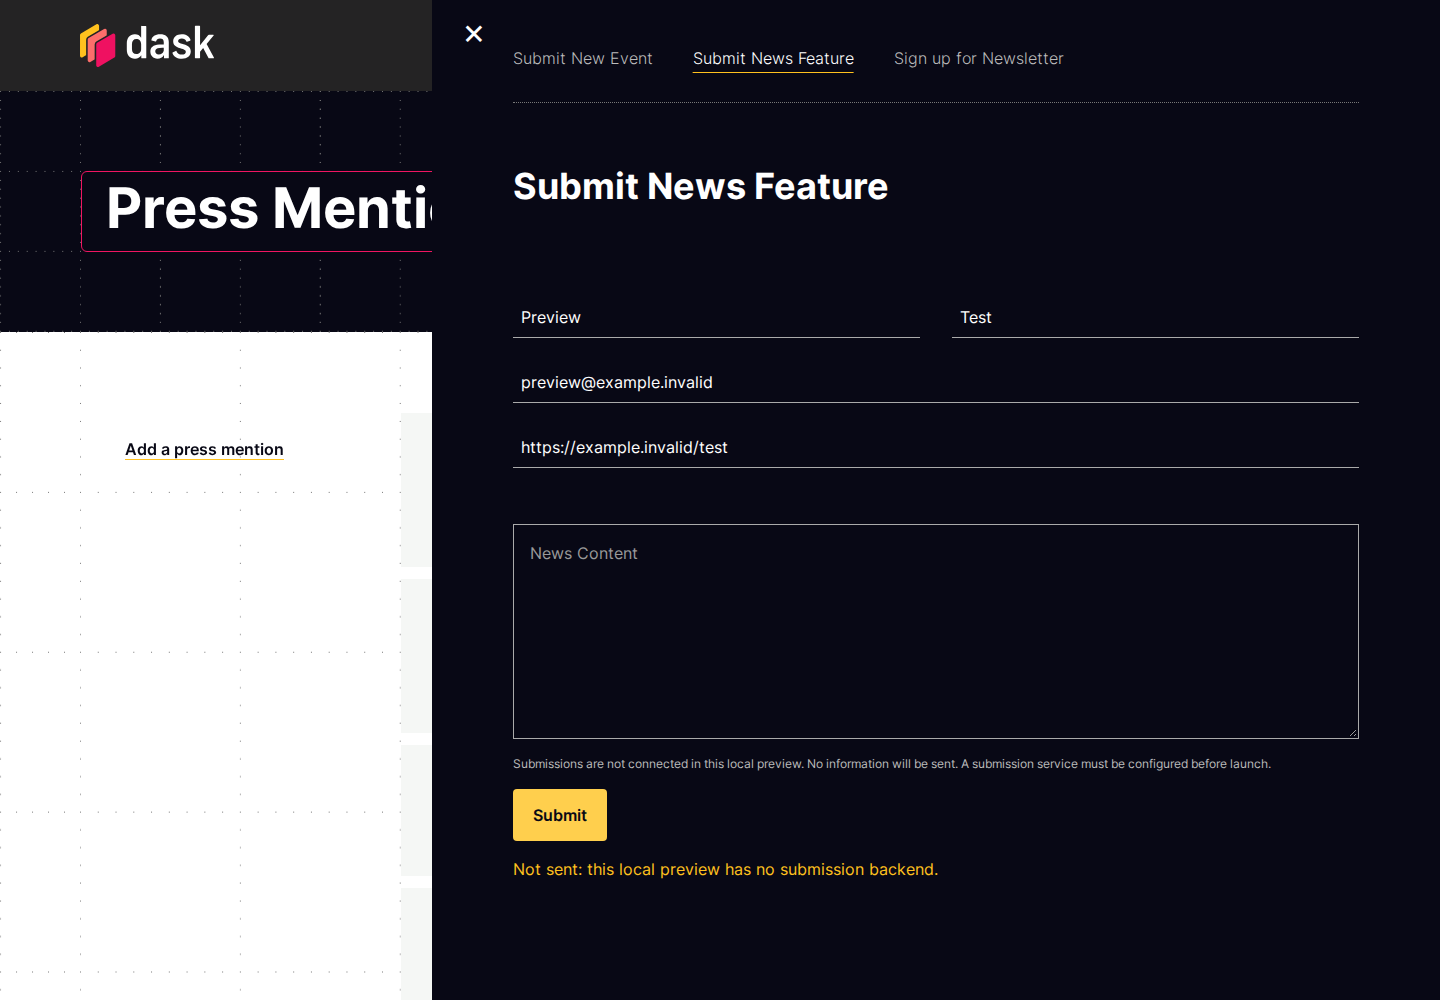 dask
✕
Submit New Event Submit News Feature Sign up for Newsletter
Press Mentio
Submit News Feature
Preview Test
preview@example.invalid
Add a press mention
https://example.invalid/test
News Content
Submissions are not connected in this local preview. No information will be sent. A submission service must be configured before launch.
Submit
Not sent: this local preview has no submission backend.